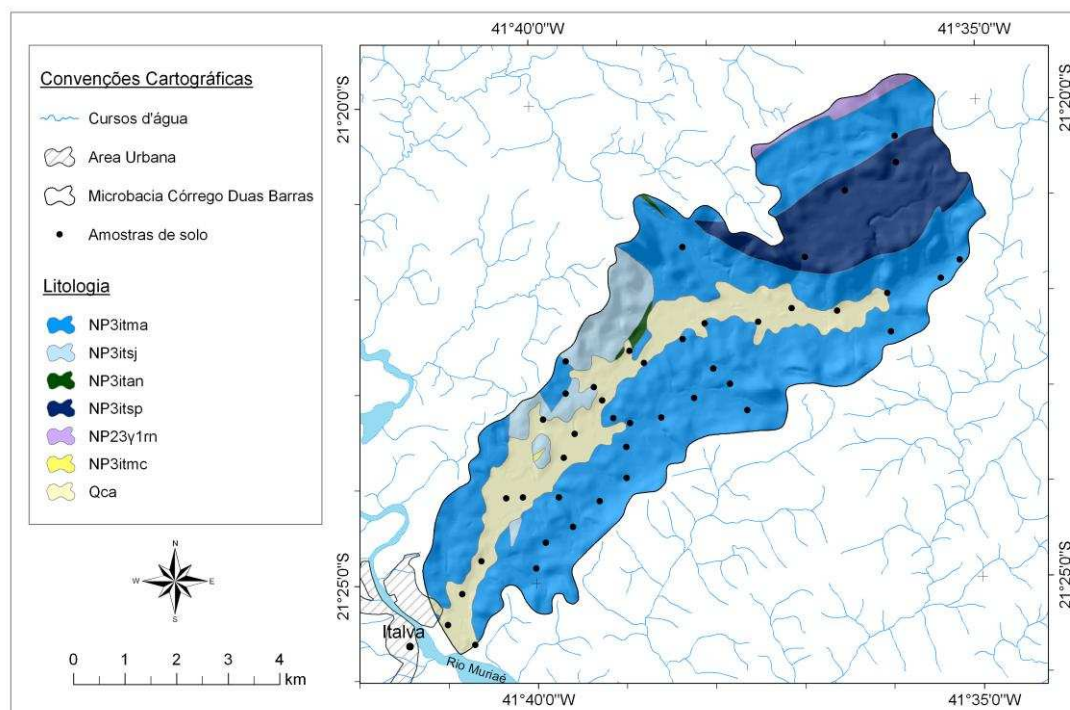 41°40'0"W
41°35'0"W
Convenções Cartográficas
Cursos d'água
Area Urbana
Microbacia Córrego Duas Barras
Amostras de solo
Litologia
NP3itma
NP3itsj
NP3itan
NP3itsp
NP23γ1rn
NP3itmc
Qca
N
W
E
S
0 1 2 3 4
km
21°20'0"S
21°20'0"S
21°25'0"S
21°25'0"S
Italva
Rio Muriaé
41°40'0"W
41°35'0"W